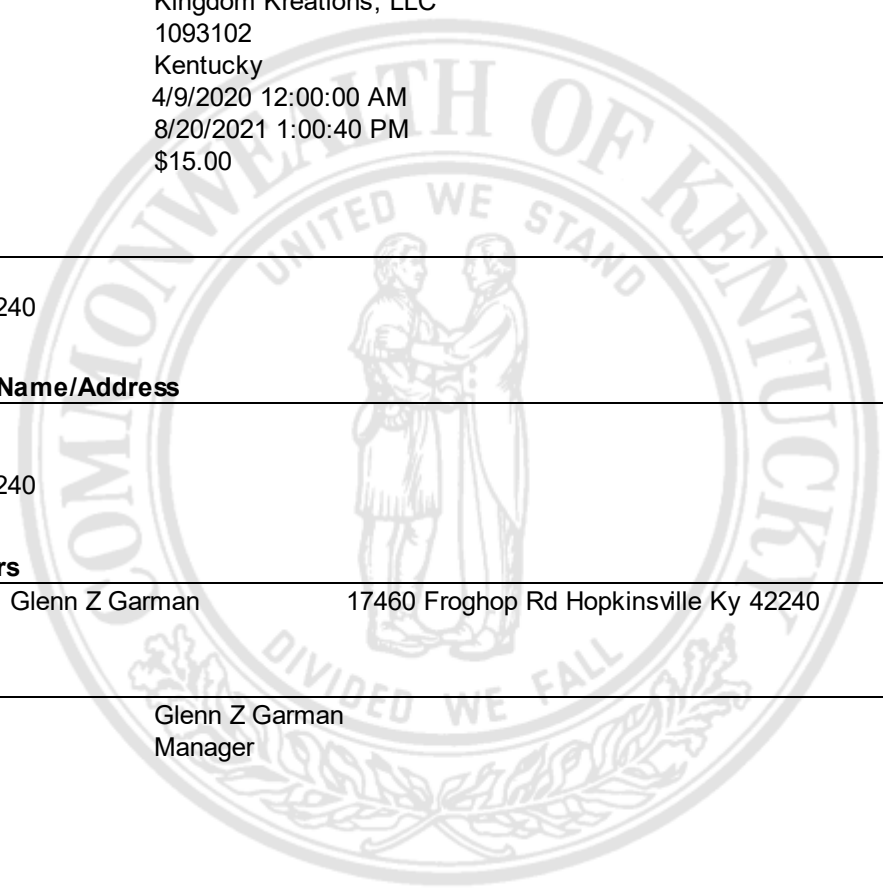 Kingdom Kreations, LLC
1093102
Kentucky
4/9/2020 12:00:00 AM
8/20/2021 1:00:40 PM
$15.00
240
Name/Address
240
rs
Glenn Z Garman 17460 Froghop Rd Hopkinsville Ky 42240
Glenn Z Garman
Manager
COMMONWEALTH OF KENTUCKY
UNITED WE STAND
DIVIDED WE FALL